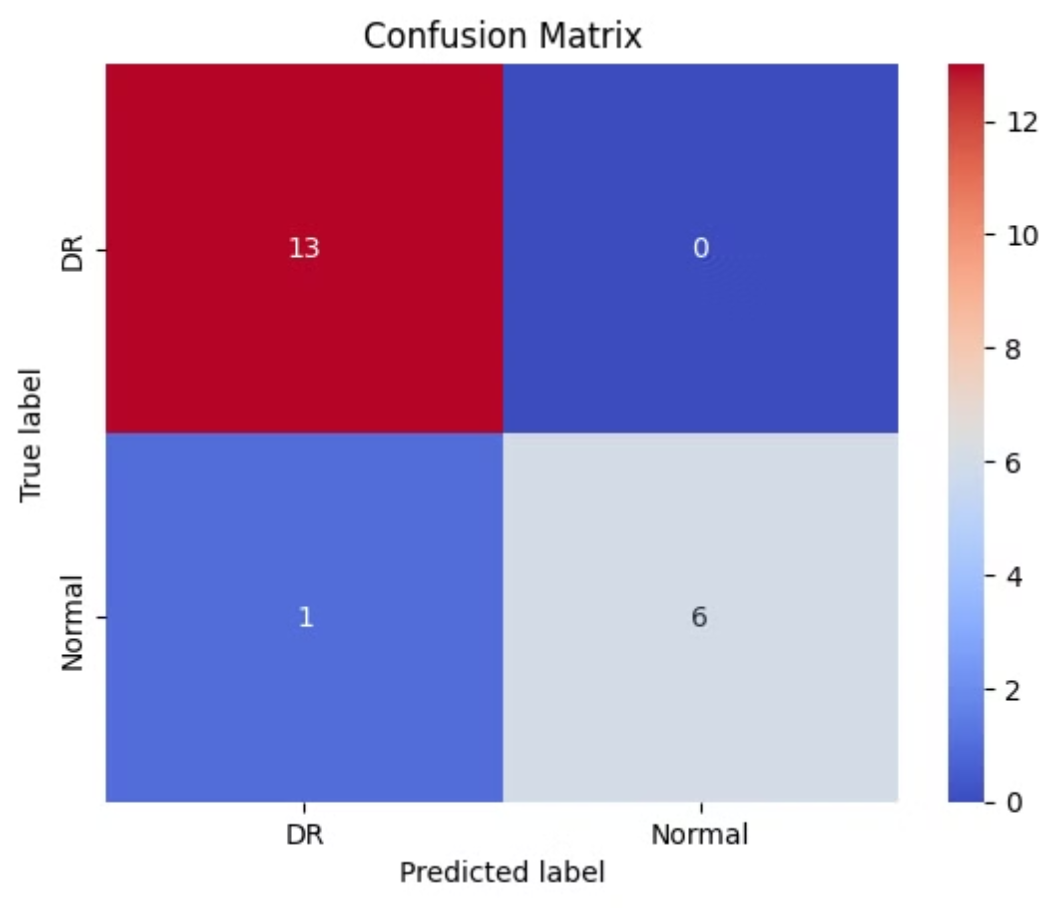 Confusion Matrix
True label
DR
Normal
13
0
1
6
DR
Normal
Predicted label
12
10
8
6
4
2
0